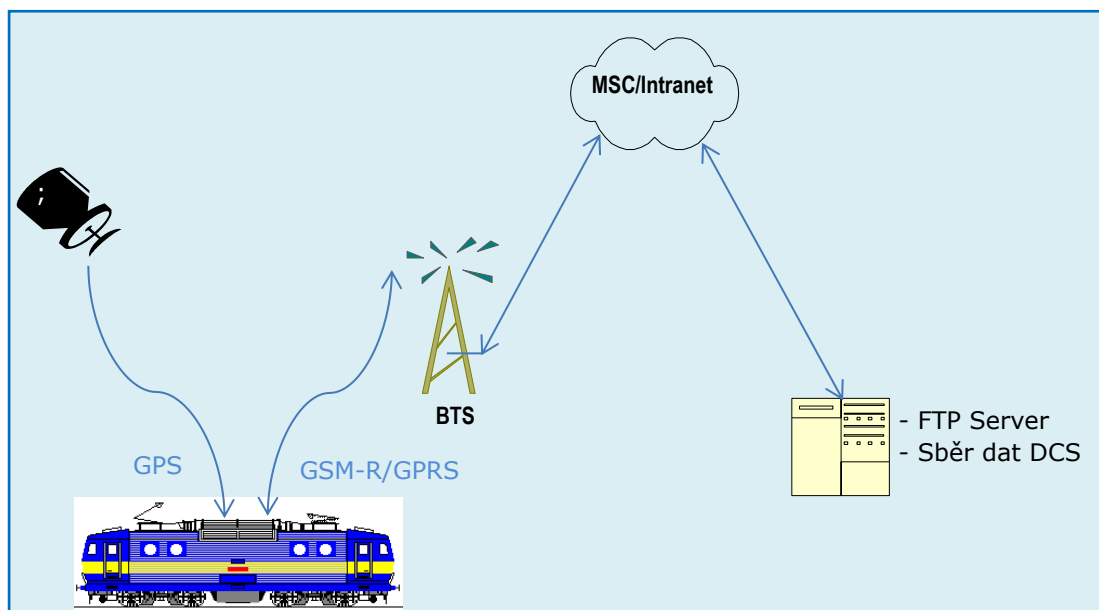 MSC/Intranet
;
BTS
- FTP Server
- Sběr dat DCS
GPS
GSM-R/GPRS